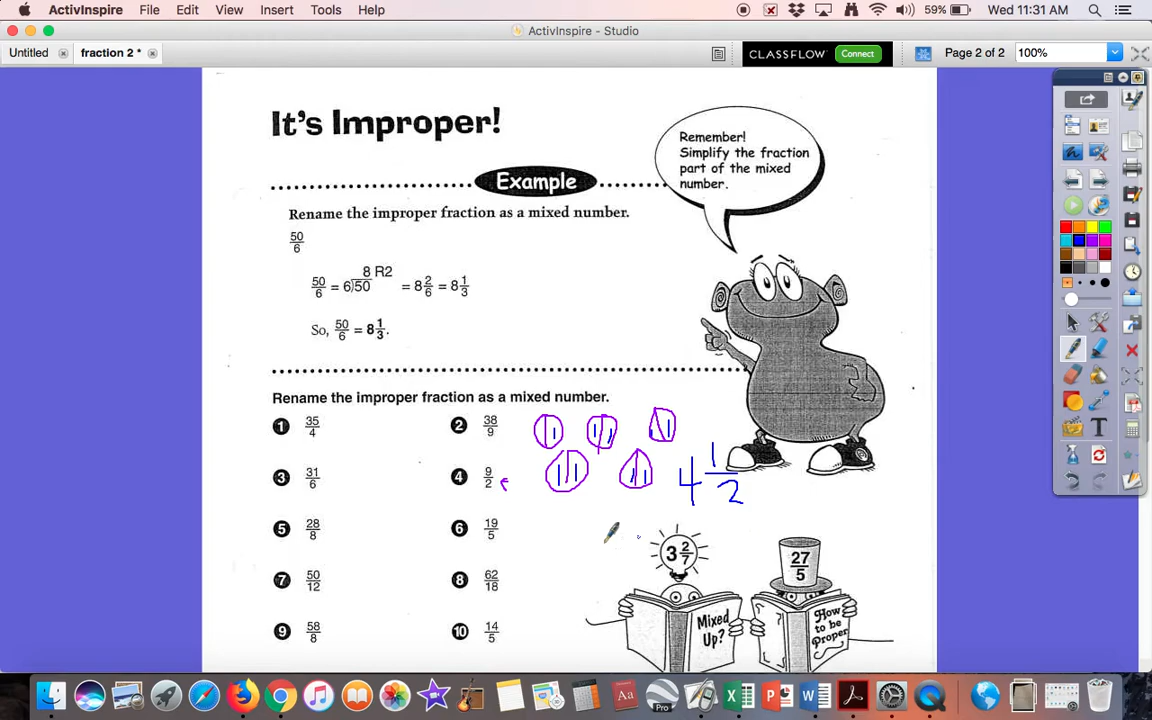 ActivInspire File Edit View Insert Tools Help 59% Wed 11:31 AM
ActivInspire - Studio
Untitled fraction 2 * CLASSFLOW Connect Page 2 of 2 100%
It's Improper!
Remember!
Simplify the fraction
part of the mixed
number.
Example
Rename the improper fraction as a mixed number.
50/6
50/6 = 6)50 8 R2 = 8 2/6 = 8 1/3
So, 50/6 = 8 1/3.
Rename the improper fraction as a mixed number.
1 35/4 2 38/9
3 31/6 4 9/2 4 1/2
5 28/8 6 19/5
7 50/12 8 62/18
9 58/8 10 14/5
3 2/7
27/5
Mixed
Up?
How
to be
Proper
T
Pro